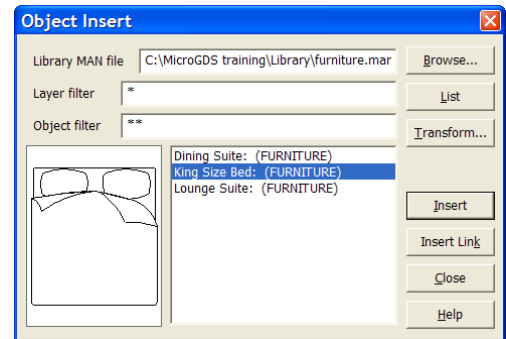 Object Insert
Library MAN file C:\MicroGDS training\Library\furniture.mar Browse...
Layer filter * List
Object filter ** Transform...
Dining Suite: (FURNITURE)
King Size Bed: (FURNITURE)
Lounge Suite: (FURNITURE)
Insert
Insert Link
Close
Help